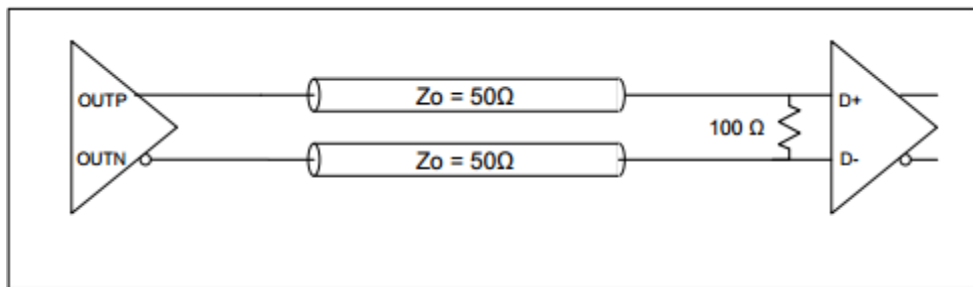 OUTP
Zo = 50Ω
D+
100 Ω
OUTN
Zo = 50Ω
D-